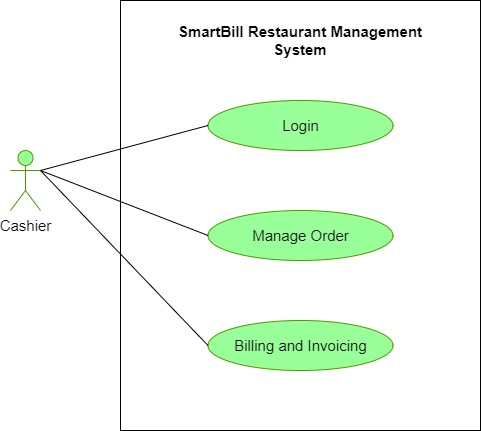 SmartBill Restaurant Management
System
Login
Cashier
Manage Order
Billing and Invoicing